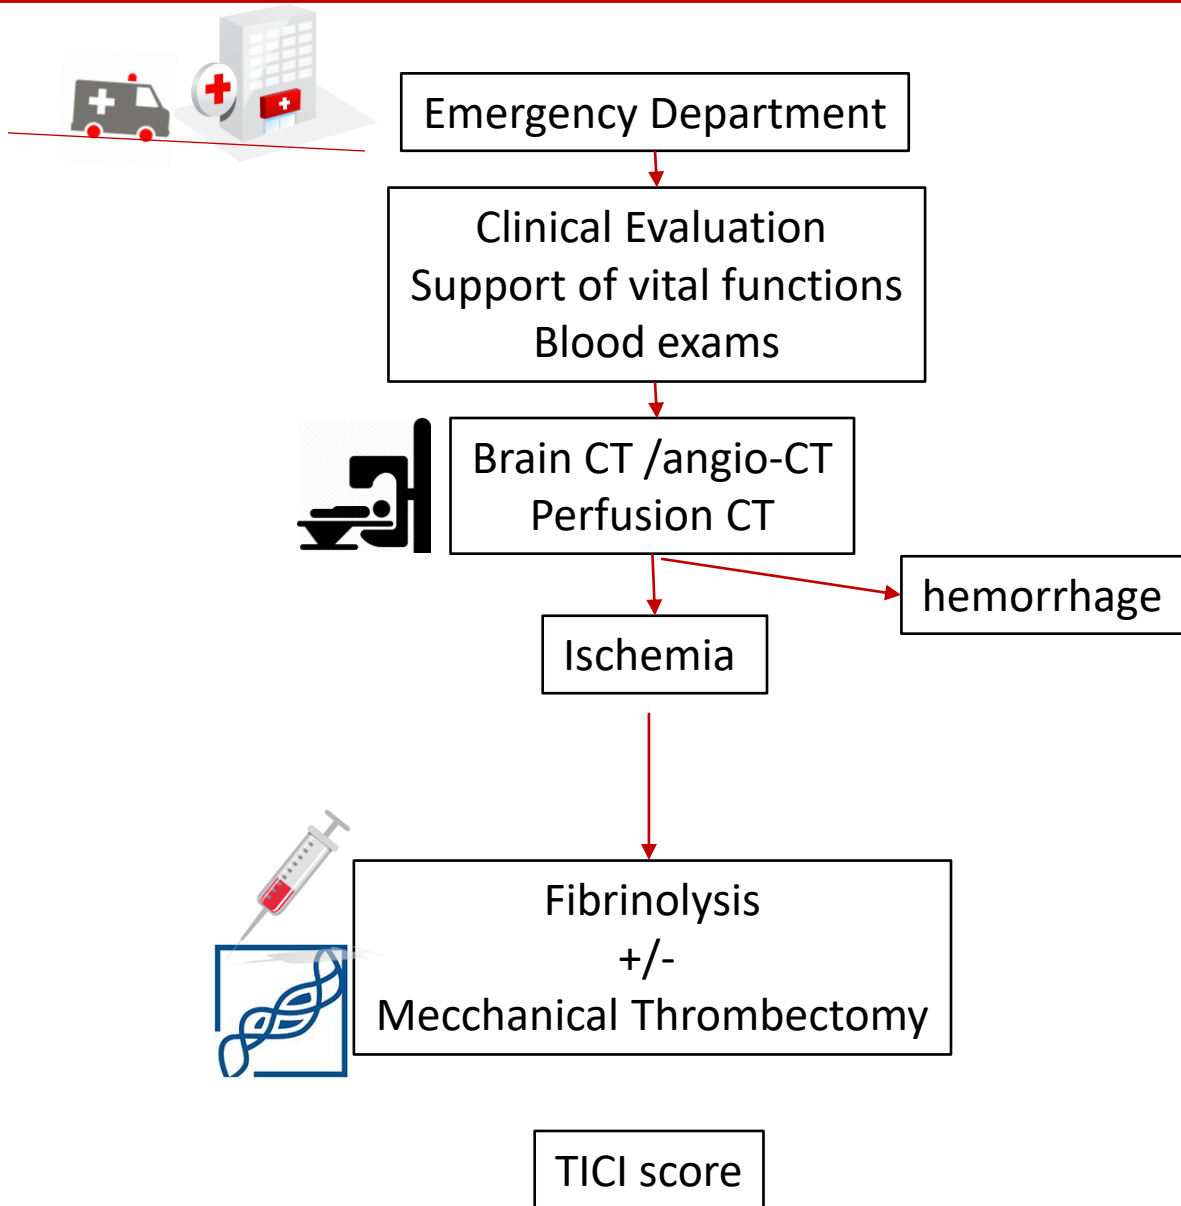 Emergency Department
Clinical Evaluation
Support of vital functions
Blood exams
Brain CT /angio-CT
Perfusion CT
hemorrhage
Ischemia
Fibrinolysis
+/-
Mecchanical Thrombectomy
TICI score